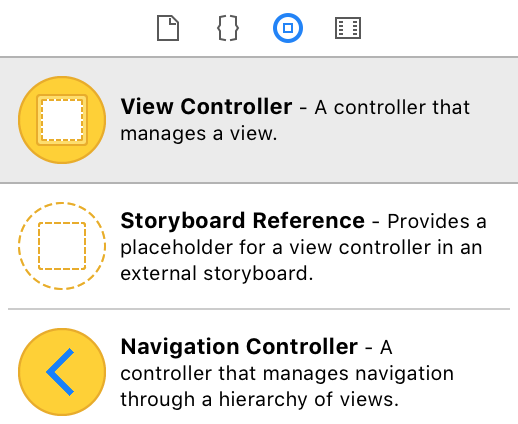 View Controller - A controller that
manages a view.
Storyboard Reference - Provides a
placeholder for a view controller in an
external storyboard.
Navigation Controller - A
controller that manages navigation
through a hierarchy of views.